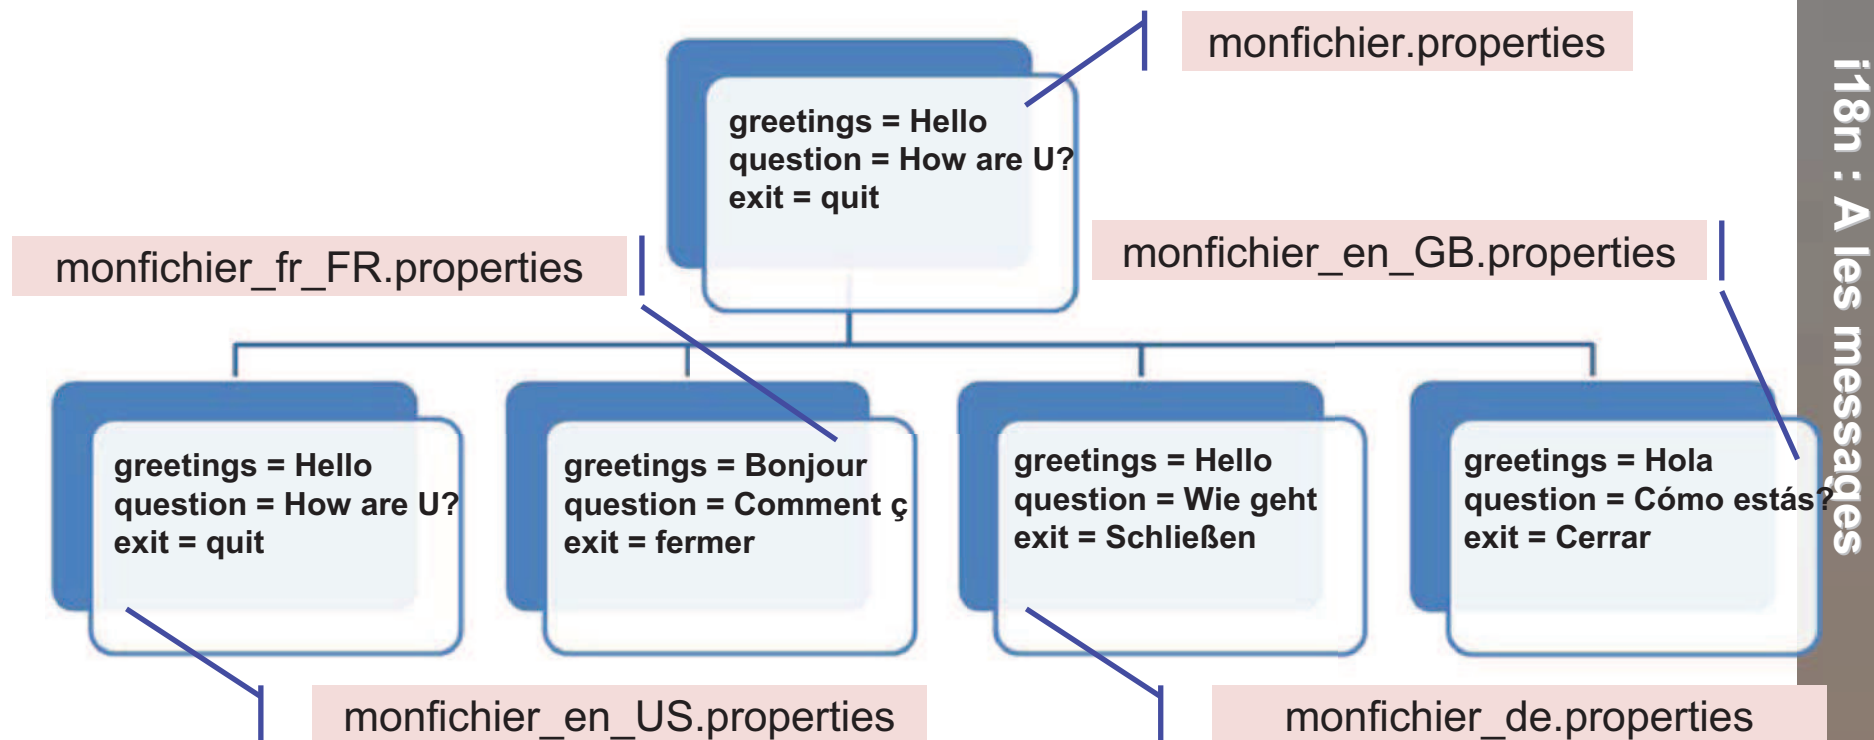 monfichier.properties
greetings = Hello
question = How are U?
exit = quit
monfichier_fr_FR.properties
monfichier_en_GB.properties
greetings = Hello
question = How are U?
exit = quit
greetings = Bonjour
question = Comment ç
exit = fermer
greetings = Hello
question = Wie geht
exit = Schließen
greetings = Hola
question = Cómo estás?
exit = Cerrar
monfichier_en_US.properties
monfichier_de.properties
i18n : A les messages